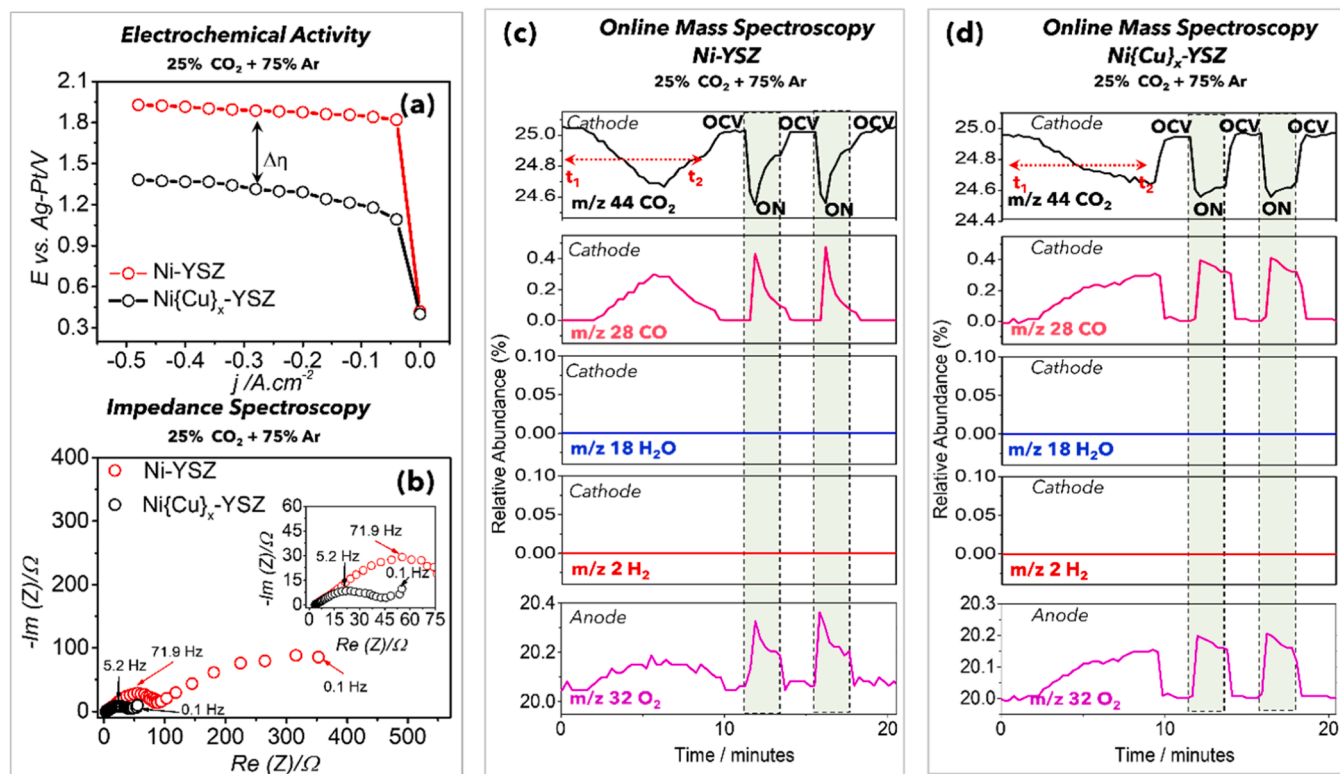 Electrochemical Activity
25% CO₂ + 75% Ar
(a)
E vs. Ag-Pt/V
2.1
1.8
1.5
1.2
0.9
0.6
0.3
Δη
Ni-YSZ
Ni{Cu}ₓ-YSZ
-0.5 -0.4 -0.3 -0.2 -0.1 0.0
j /A.cm⁻²
Impedance Spectroscopy
25% CO₂ + 75% Ar
(b)
-Im (Z)/Ω
400
300
200
100
0
Ni-YSZ
Ni{Cu}ₓ-YSZ
60
45
30
15
0
-Im (Z)/Ω
71.9 Hz
5.2 Hz
0.1 Hz
0 15 30 45 60 75
Re (Z)/Ω
5.2 Hz
71.9 Hz
0.1 Hz
0.1 Hz
0 100 200 300 400 500
Re (Z)/Ω
(c)
Online Mass Spectroscopy
Ni-YSZ
25% CO₂ + 75% Ar
Relative Abundance (%)
Cathode
OCV OCV OCV
25.0
24.8
24.6
t₁ t₂
m/z 44 CO₂
ON ON
Cathode
0.4
0.2
0.0
m/z 28 CO
Cathode
0.10
0.05
0.00
m/z 18 H₂O
Cathode
0.10
0.05
0.00
m/z 2 H₂
Anode
20.4
20.2
20.0
m/z 32 O₂
0 10 20
Time / minutes
(d)
Online Mass Spectroscopy
Ni{Cu}ₓ-YSZ
25% CO₂ + 75% Ar
Relative Abundance (%)
Cathode
OCV OCV OCV
25.0
24.8
24.6
24.4
t₁ t₂
m/z 44 CO₂
ON ON
Cathode
0.4
0.2
0.0
m/z 28 CO
Cathode
0.10
0.05
0.00
m/z 18 H₂O
Cathode
0.10
0.05
0.00
m/z 2 H₂
Anode
20.3
20.2
20.1
20.0
m/z 32 O₂
0 10 20
Time / minutes